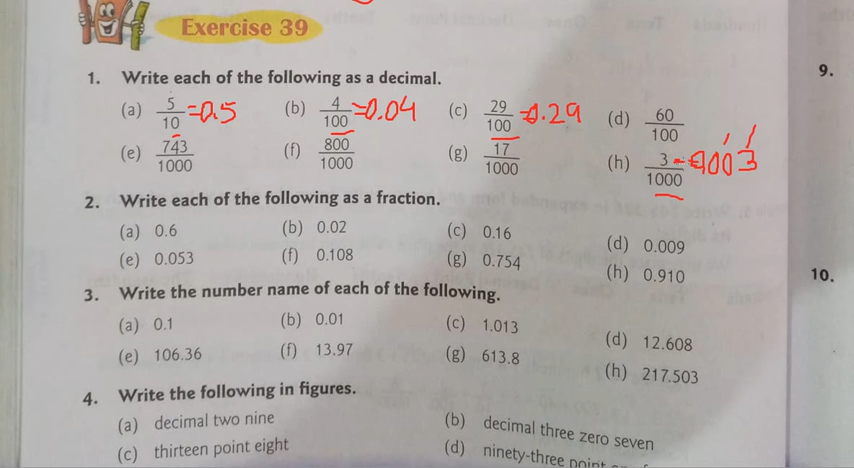 Exercise 39
1. Write each of the following as a decimal.
(a) 5/10 =0.5 (b) 4/100 =0.04 (c) 29/100 =0.29 (d) 60/100
(e) 743/1000 (f) 800/1000 (g) 17/1000 (h) 3/1000
2. Write each of the following as a fraction.
(a) 0.6 (b) 0.02 (c) 0.16 (d) 0.009
(e) 0.053 (f) 0.108 (g) 0.754 (h) 0.910
3. Write the number name of each of the following.
(a) 0.1 (b) 0.01 (c) 1.013 (d) 12.608
(e) 106.36 (f) 13.97 (g) 613.8 (h) 217.503
4. Write the following in figures.
(a) decimal two nine (b) decimal three zero seven
(c) thirteen point eight (d) ninety-three point
9.
10.